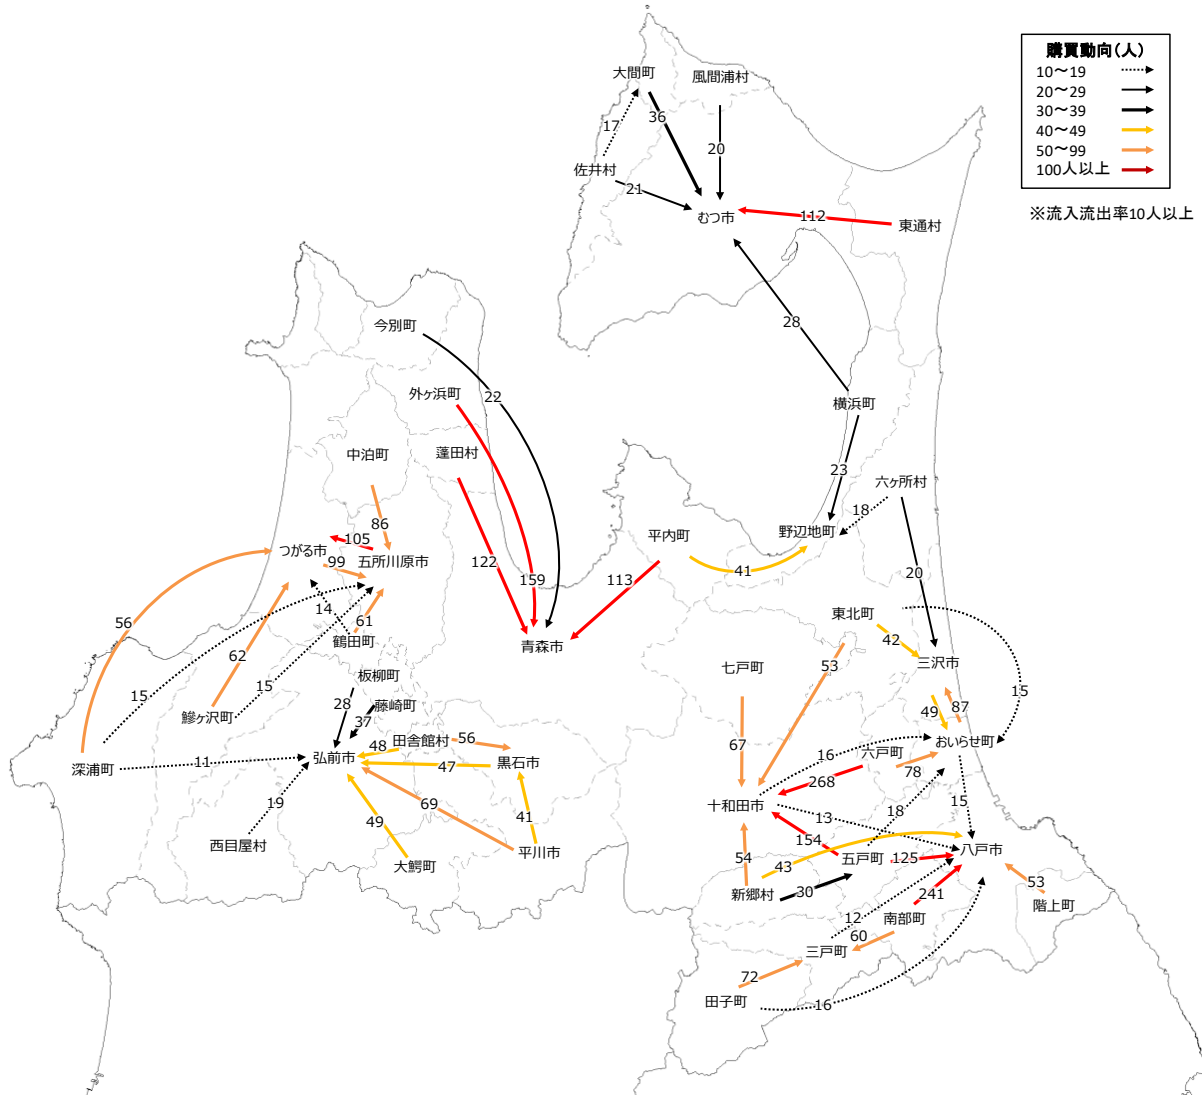 購買動向(人)
10～19
20～29
30～39
40～49
50～99
100人以上
※流入流出率10人以上
大間町
風間浦村
17
36
20
佐井村
21
むつ市
112
東通村
28
今別町
外ヶ浜町
22
横浜町
中泊町
蓬田村
23
六ヶ所村
86
18
105
平内町
野辺地町
つがる市
99
五所川原市
122
159
113
41
20
14
61
56
鶴田町
青森市
東北町
42
62
七戸町
53
三沢市
板柳町
15
15
15
28
藤崎町
鰺ヶ沢町
37
49
87
田舎館村
56
48
67
16
おいらせ町
深浦町
11
弘前市
47
黒石市
六戸町
78
268
19
69
41
十和田市
15
13
18
49
西目屋村
154
平川市
大鰐町
54
43
五戸町
125
八戸市
新郷村
30
241
53
階上町
12
南部町
60
三戸町
72
田子町
16